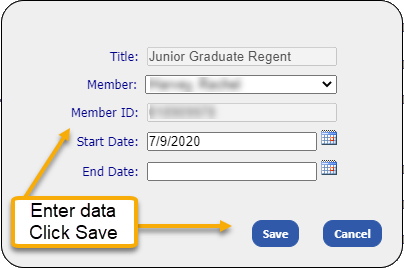 Title: Junior Graduate Regent
Member:
Member ID:
Start Date: 7/9/2020
End Date:
Enter data
Click Save
Save Cancel